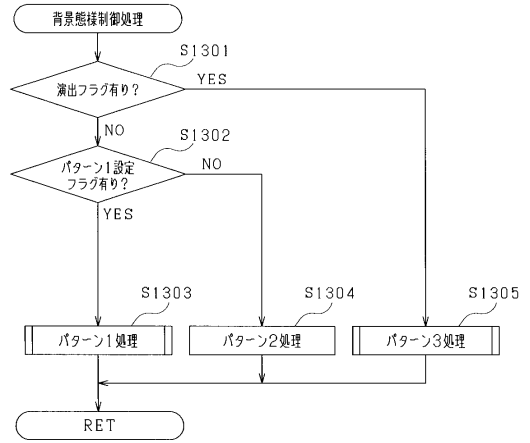 背景態様制御処理
S1301
演出フラグ有り?
YES
NO
S1302
パターン1設定
フラグ有り?
NO
YES
S1303
S1304
S1305
パターン1処理
パターン2処理
パターン3処理
RET